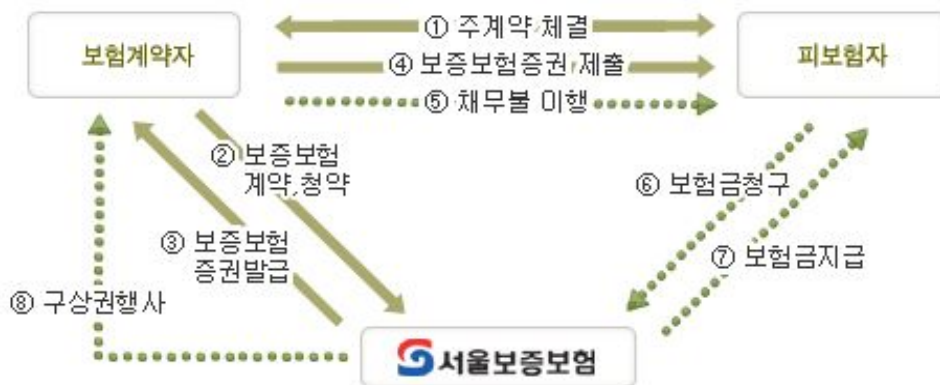 ① 주계약 체결
보험계약자
④ 보증보험증권 제출
피보험자
⑤ 채무불 이행
② 보증보험
계약,청약
⑥ 보험금청구
③ 보증보험
증권발급
⑦ 보험금지급
⑧ 구상권행사
서울보증보험